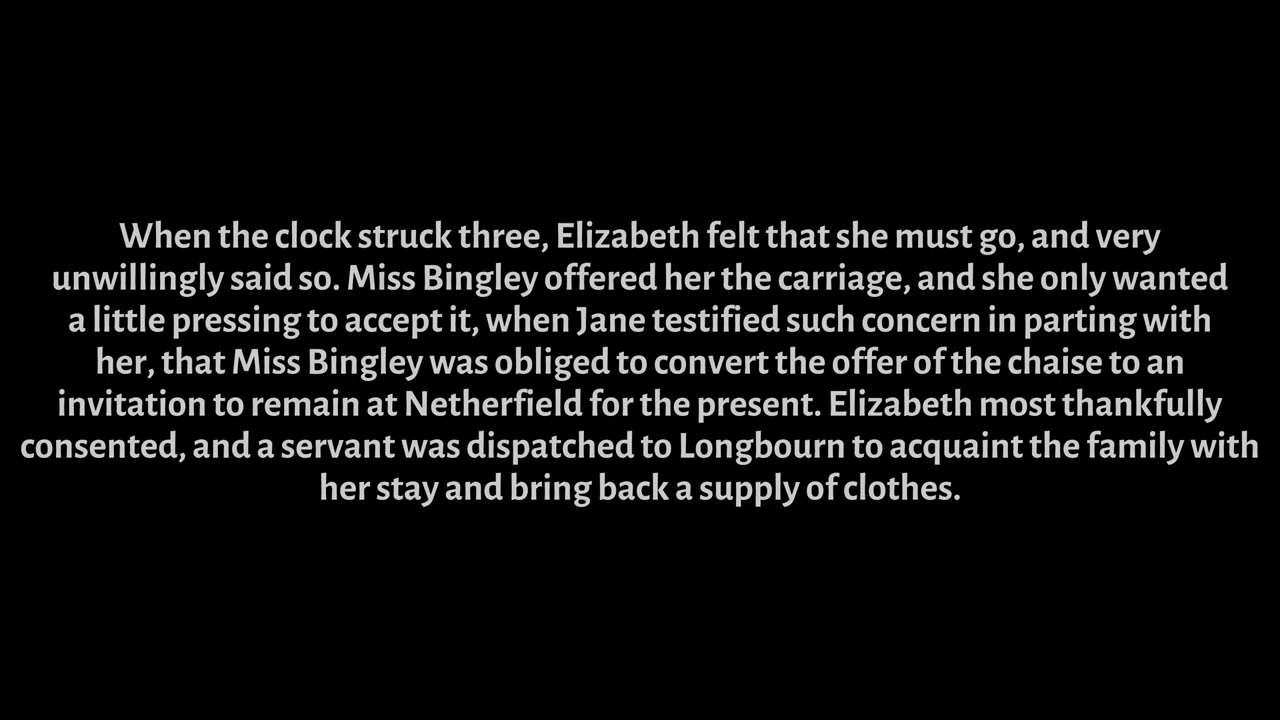 When the clock struck three, Elizabeth felt that she must go, and very
unwillingly said so. Miss Bingley offered her the carriage, and she only wanted
a little pressing to accept it, when Jane testified such concern in parting with
her, that Miss Bingley was obliged to convert the offer of the chaise to an
invitation to remain at Netherfield for the present. Elizabeth most thankfully
consented, and a servant was dispatched to Longbourn to acquaint the family with
her stay and bring back a supply of clothes.